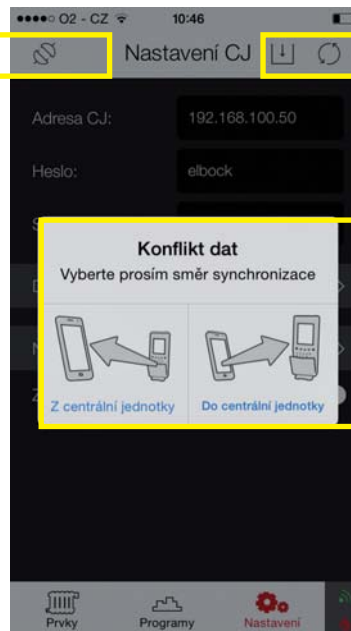 O2 - CZ 10:46
Nastavení CJ
Adresa CJ: 192.168.100.50
Heslo: elbock
S
Konflikt dat
Vyberte prosím směr synchronizace
D
N
Z
Z centrální jednotky Do centrální jednotky
Prvky Programy Nastavení